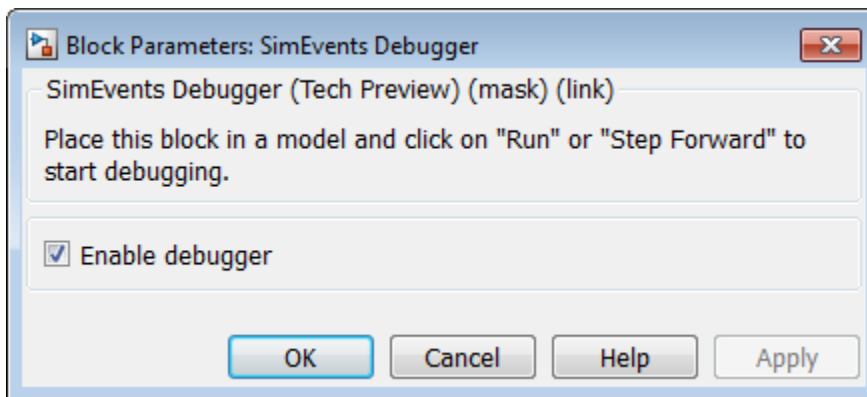 Block Parameters: SimEvents Debugger
SimEvents Debugger (Tech Preview) (mask) (link)
Place this block in a model and click on "Run" or "Step Forward" to
start debugging.
Enable debugger
OK Cancel Help Apply